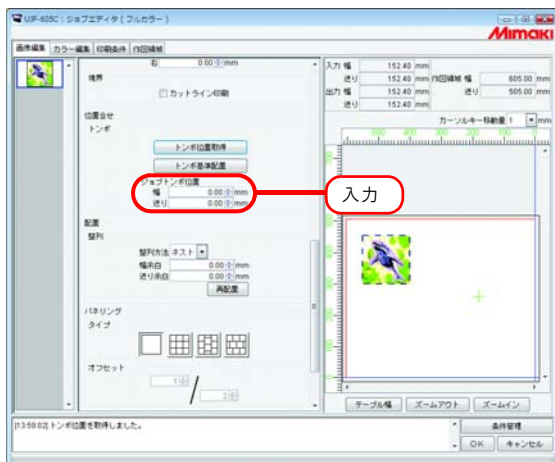 UJF-605C : ジョブエディタ ( フルカラー )
Mimaki
画像編集 カラー編集 印刷条件 作図領域
右 0.00 mm
境界
カットライン印刷
位置合せ
トンボ
トンボ位置取得
トンボ基準配置
ジョブトンボ位置
幅 0.00 mm
送り 0.00 mm
入力
配置
整列
整列方法 ネスト
幅余白 0.00 mm
送り余白 0.00 mm
再配置
パネリング
タイプ
オフセット
1 / 2
入力 幅 152.40 mm
送り 152.40 mm 作図領域 幅 605.00 mm
出力 幅 152.40 mm 送り 505.00 mm
送り 152.40 mm
カーソルキー移動量: 1 mm
600 400 300 200 100 0
テーブル幅 ズームアウト ズームイン
[13:59:02] トンボ位置を取得しました。
条件管理
OK キャンセル